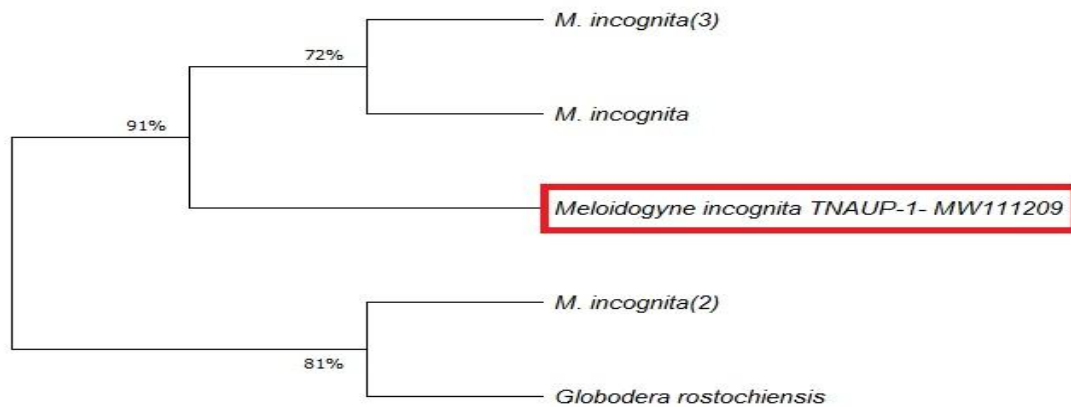 M. incognita(3)
72%
M. incognita
91%
Meloidogyne incognita TNAUP-1- MW111209
M. incognita(2)
81%
Globodera rostochiensis